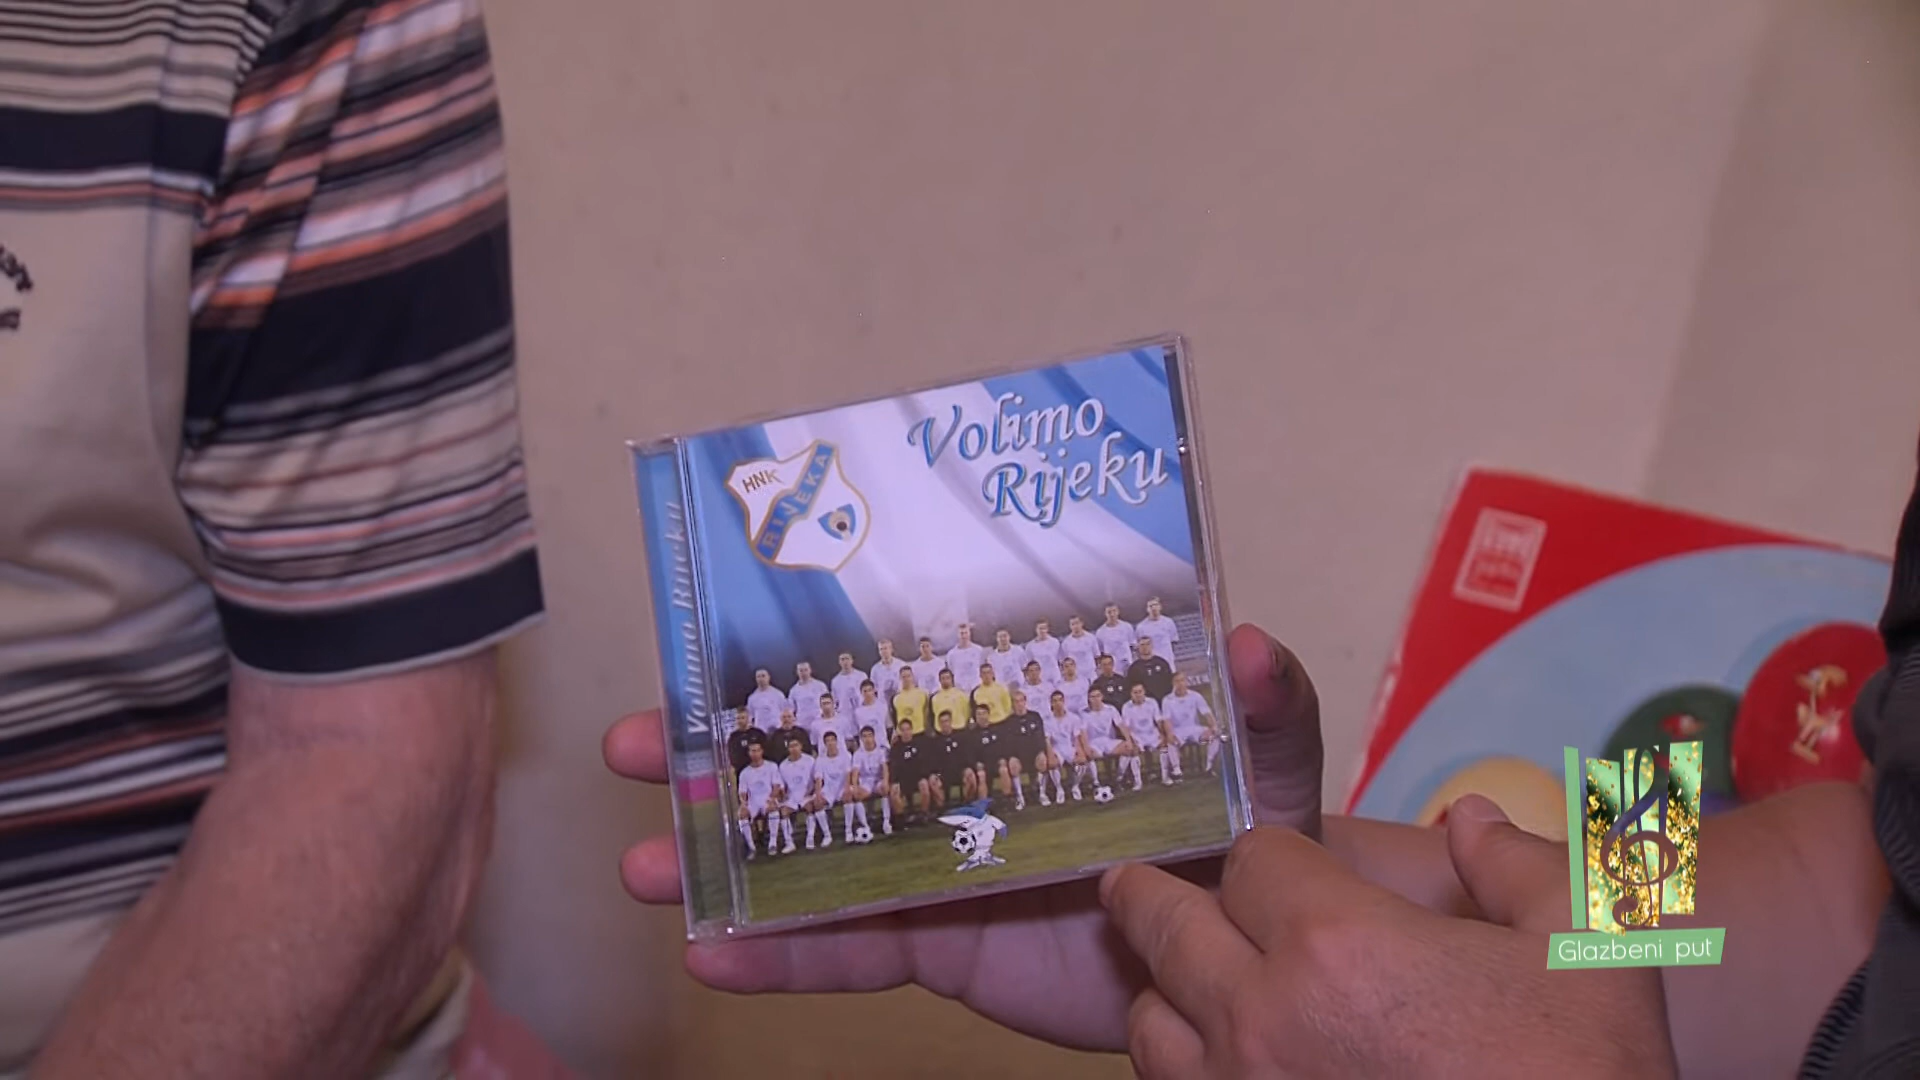 Volimo
Rijeku
HNK
RIJEKA
Volimo Rijeku
Glazbeni put